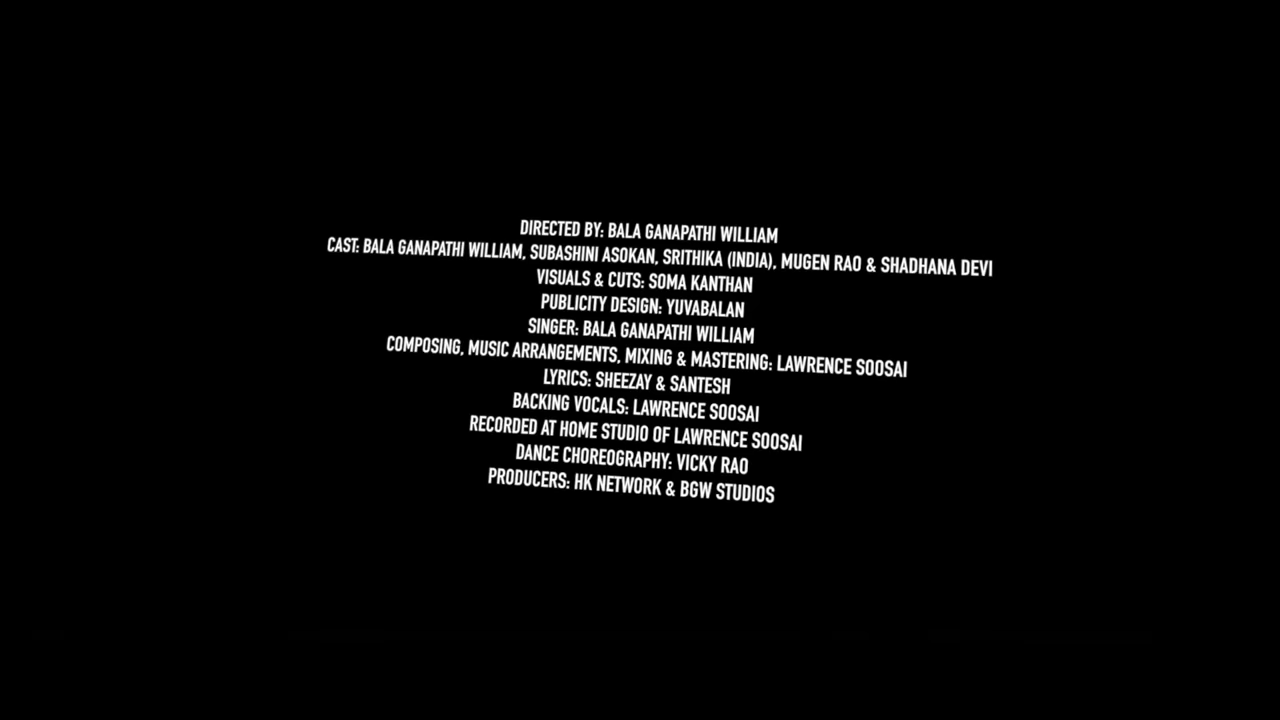 DIRECTED BY: BALA GANAPATHI WILLIAM
CAST: BALA GANAPATHI WILLIAM, SUBASHINI ASOKAN, SRITHIKA (INDIA), MUGEN RAO & SHADHANA DEVI
VISUALS & CUTS: SOMA KANTHAN
PUBLICITY DESIGN: YUVABALAN
SINGER: BALA GANAPATHI WILLIAM
COMPOSING, MUSIC ARRANGEMENTS, MIXING & MASTERING: LAWRENCE SOOSAI
LYRICS: SHEEZAY & SANTESH
BACKING VOCALS: LAWRENCE SOOSAI
RECORDED AT HOME STUDIO OF LAWRENCE SOOSAI
DANCE CHOREOGRAPHY: VICKY RAO
PRODUCERS: HK NETWORK & BGW STUDIOS